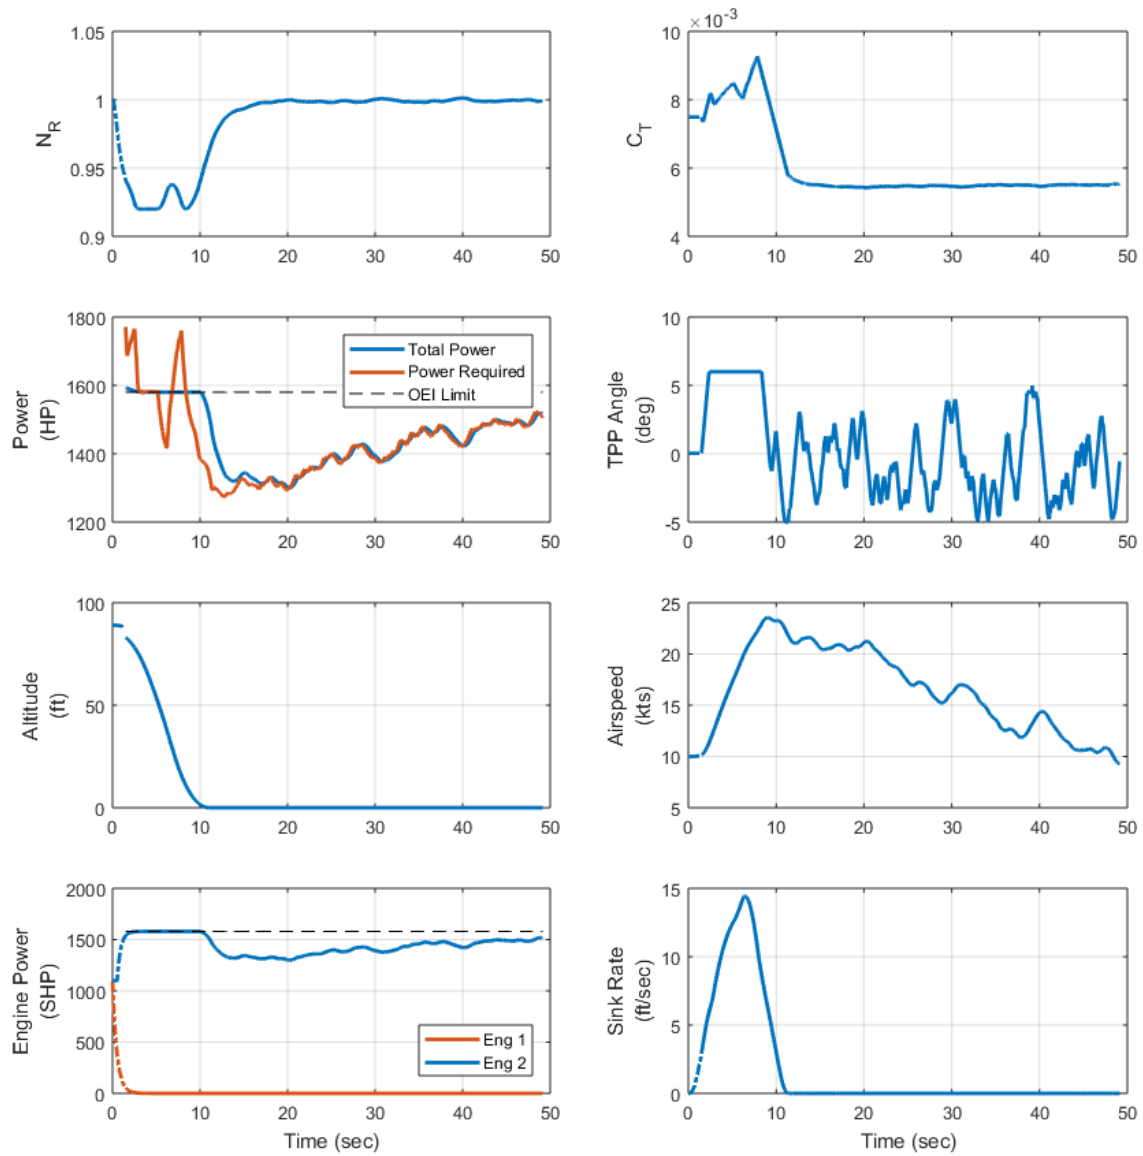 1.05
1
0.95
0.9
N_R
0 10 20 30 40 50
×10^-3
10
8
6
4
C_T
0 10 20 30 40 50
1800
1600
1400
1200
Power
(HP)
Total Power
Power Required
OEI Limit
0 10 20 30 40 50
10
5
0
-5
TPP Angle
(deg)
0 10 20 30 40 50
100
50
0
Altitude
(ft)
0 10 20 30 40 50
25
20
15
10
5
Airspeed
(kts)
0 10 20 30 40 50
2000
1500
1000
500
0
Engine Power
(SHP)
Eng 1
Eng 2
0 10 20 30 40 50
Time (sec)
15
10
5
0
Sink Rate
(ft/sec)
0 10 20 30 40 50
Time (sec)